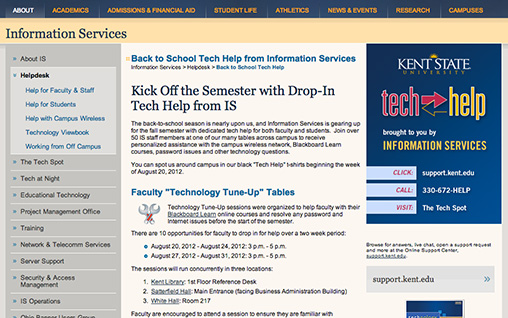 ABOUT ACADEMICS ADMISSIONS & FINANCIAL AID STUDENT LIFE ATHLETICS NEWS & EVENTS RESEARCH CAMPUSES
Information Services
About IS
Helpdesk
Help for Faculty & Staff
Help for Students
Help with Campus Wireless
Technology Viewbook
Working from Off Campus
The Tech Spot
Tech at Night
Educational Technology
Project Management Office
Training
Network & Telecomm Services
Server Support
Security & Access
Management
IS Operations
Back to School Tech Help from Information Services
Information Services > Helpdesk > Back to School Tech Help
Kick Off the Semester with Drop-In
Tech Help from IS
The back-to-school season is nearly upon us, and Information Services is gearing up
for the fall semester with dedicated tech help for both faculty and students. Join over
50 IS staff members at one of our many tables across campus to receive
personalized assistance with the campus wireless network, Blackboard Learn
courses, password issues and other technology questions.
You can spot us around campus in our black "Tech Help" t-shirts beginning the week
of August 20, 2012.
Faculty "Technology Tune-Up" Tables
Technology Tune-Up sessions were organized to help faculty with their
Blackboard Learn online courses and resolve any password and
Internet issues before the start of the semester.
There are 10 opportunities for faculty to drop in for help over a two week period:
August 20, 2012 - August 24, 2012: 3 p.m. - 5 p.m.
August 27, 2012 - August 31, 2012: 3 p.m. - 5 p.m.
The sessions will run concurrently in three locations:
1. Kent Library: 1st Floor Reference Desk
2. Satterfield Hall: Main Entrance (facing Business Administration Building)
3. White Hall: Room 217
Faculty are encouraged to attend a session to ensure they are familiar with
KENT STATE
UNIVERSITY
tech help
brought to you by
INFORMATION SERVICES
CLICK: support.kent.edu
CALL: 330-672-HELP
VISIT: The Tech Spot
Browse for answers, live chat, open a support request
and more at the Online Support Center,
support.kent.edu.
support.kent.edu »